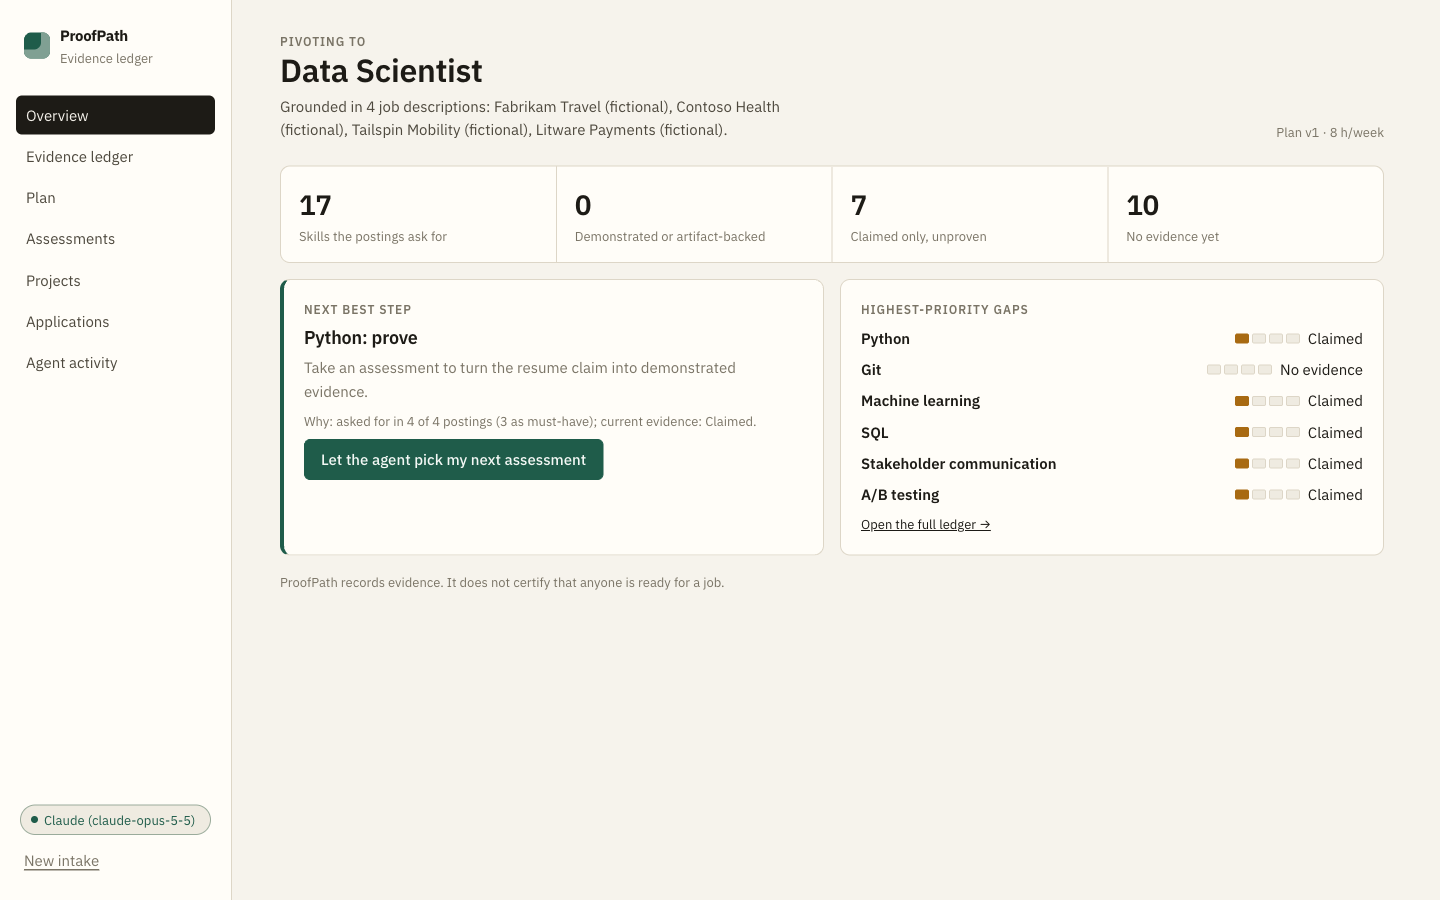 ProofPath
Evidence ledger
Overview
Evidence ledger
Plan
Assessments
Projects
Applications
Agent activity
Claude (claude-opus-5-5)
New intake
PIVOTING TO
Data Scientist
Grounded in 4 job descriptions: Fabrikam Travel (fictional), Contoso Health
(fictional), Tailspin Mobility (fictional), Litware Payments (fictional).
Plan v1 · 8 h/week
17
Skills the postings ask for
0
Demonstrated or artifact-backed
7
Claimed only, unproven
10
No evidence yet
NEXT BEST STEP
Python: prove
Take an assessment to turn the resume claim into demonstrated
evidence.
Why: asked for in 4 of 4 postings (3 as must-have); current evidence: Claimed.
Let the agent pick my next assessment
HIGHEST-PRIORITY GAPS
Python Claimed
Git No evidence
Machine learning Claimed
SQL Claimed
Stakeholder communication Claimed
A/B testing Claimed
Open the full ledger →
ProofPath records evidence. It does not certify that anyone is ready for a job.